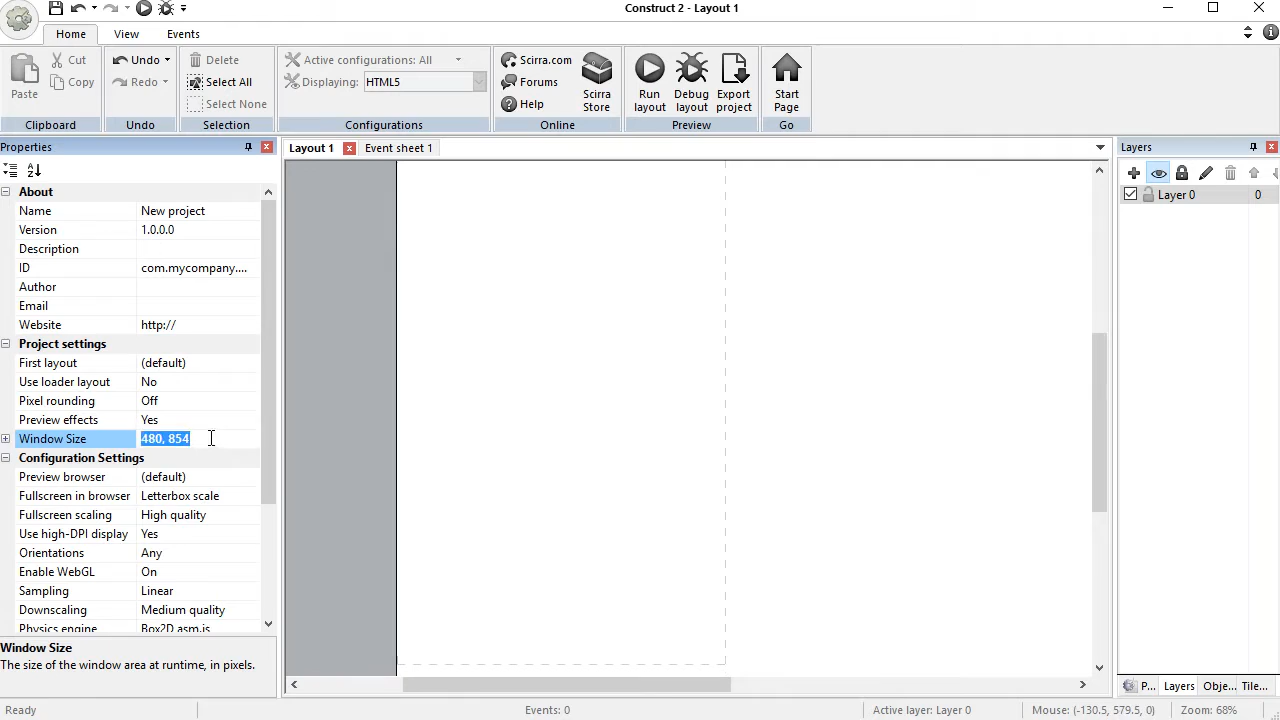 Construct 2 - Layout 1
Home View Events
Paste
Cut
Copy
Clipboard
Undo
Redo
Undo
Delete
Select All
Select None
Selection
Active configurations: All
Displaying: HTML5
Configurations
Scirra.com
Forums
Help
Scirra Store
Online
Run layout
Debug layout
Export project
Preview
Start Page
Go
Properties
Layout 1
Event sheet 1
Layers
About
Name New project
Version 1.0.0.0
Description
ID com.mycompany....
Author
Email
Website http://
Project settings
First layout (default)
Use loader layout No
Pixel rounding Off
Preview effects Yes
Window Size 480, 854
Configuration Settings
Preview browser (default)
Fullscreen in browser Letterbox scale
Fullscreen scaling High quality
Use high-DPI display Yes
Orientations Any
Enable WebGL On
Sampling Linear
Downscaling Medium quality
Physics engine Box2D asm.js
Window Size
The size of the window area at runtime, in pixels.
Layer 0 0
P... Layers Obje... Tile...
Ready
Events: 0
Active layer: Layer 0
Mouse: (-130.5, 579.5, 0)
Zoom: 68%